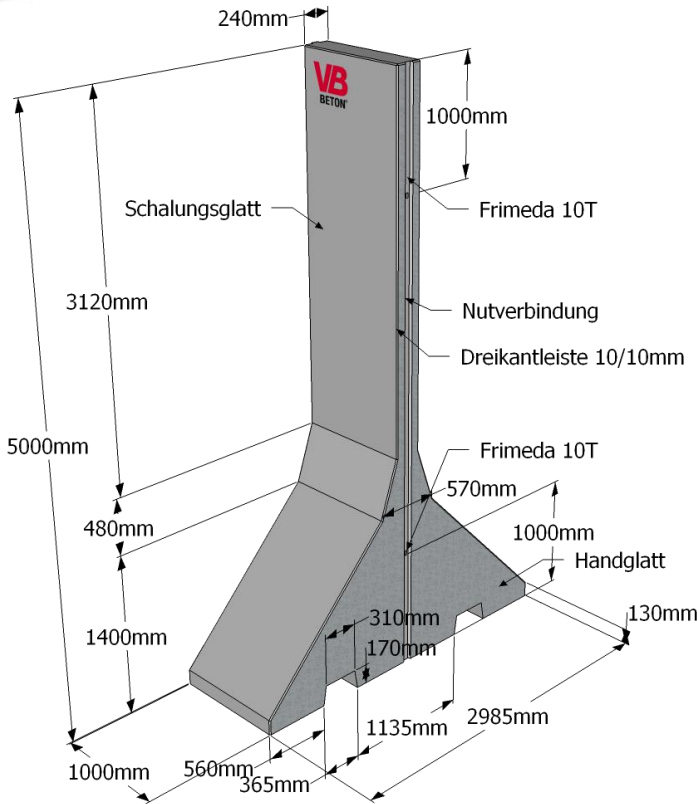 240mm
VB
BETON
1000mm
Schalungsglatt
Frimeda 10T
3120mm
Nutverbindung
Dreikantleiste 10/10mm
5000mm
Frimeda 10T
570mm
480mm
1000mm
Handglatt
310mm
130mm
1400mm
170mm
2985mm
1135mm
1000mm
560mm
365mm